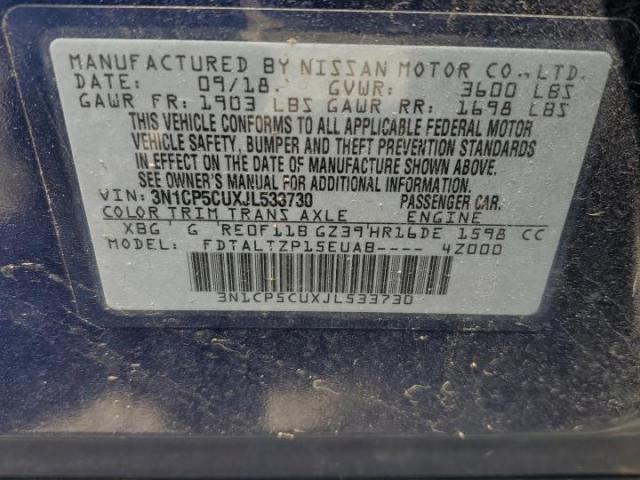 MANUFACTURED BY NISSAN MOTOR CO., LTD.
DATE: 09/18 GVWR: 3600 LBS
GAWR FR: 1903 LBS GAWR RR: 1698 LBS
THIS VEHICLE CONFORMS TO ALL APPLICABLE FEDERAL MOTOR
VEHICLE SAFETY, BUMPER AND THEFT PREVENTION STANDARDS
IN EFFECT ON THE DATE OF MANUFACTURE SHOWN ABOVE.
SEE OWNER'S MANUAL FOR ADDITIONAL INFORMATION.
VIN: 3N1CP5CUXJL533730 PASSENGER CAR.
COLOR TRIM TRANS AXLE ENGINE
XBG G RE0F11B GZ39 HR16DE 1598 CC
FDTALTZP15EUAB---- 4Z000
3N1CP5CUXJL533730